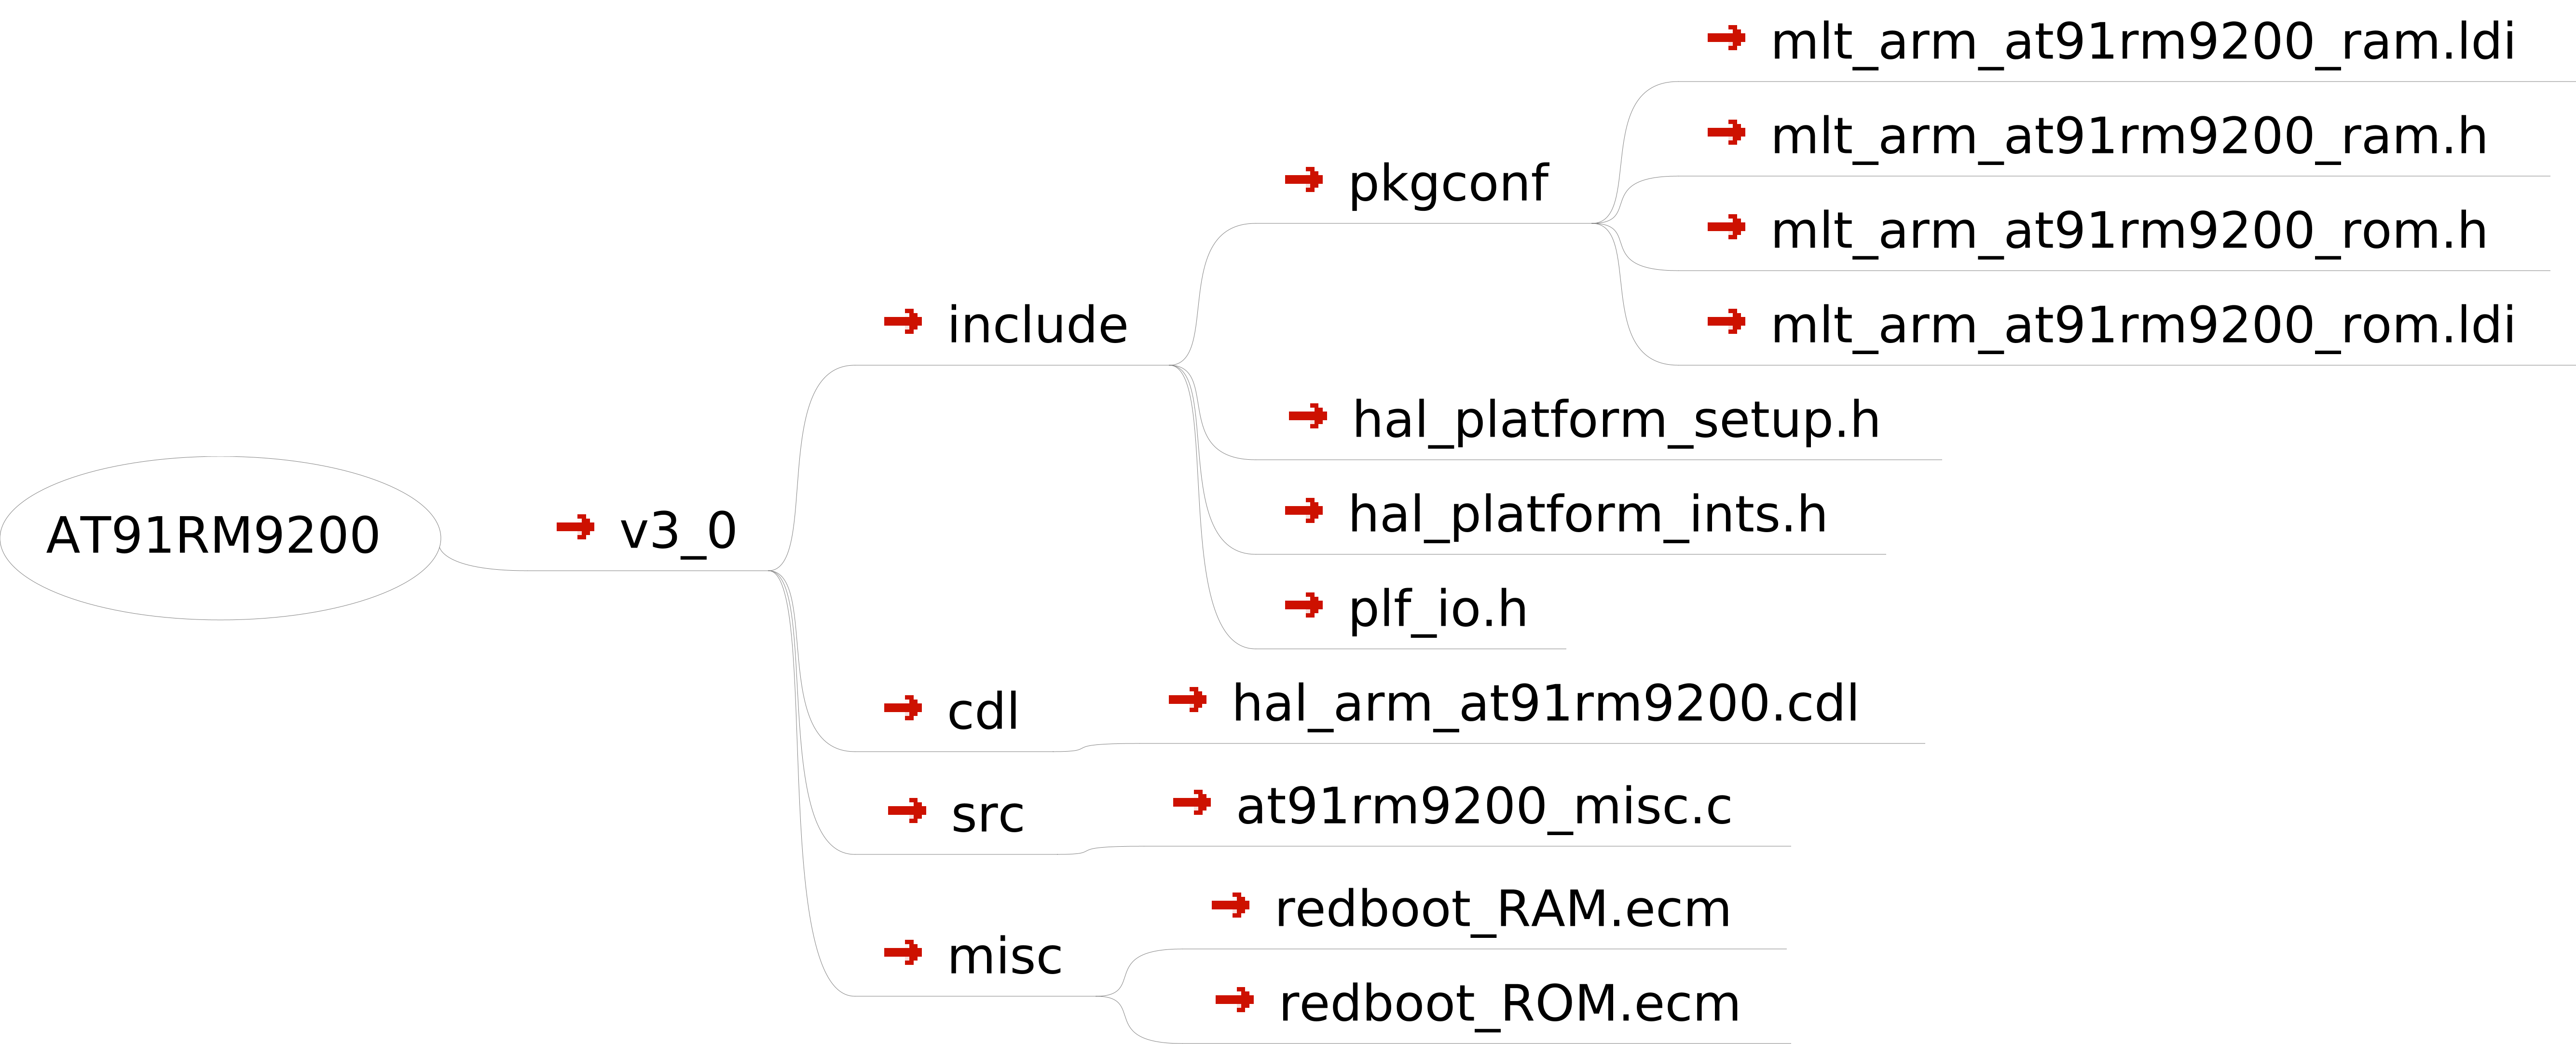 AT91RM9200
v3_0
include
pkgconf
mlt_arm_at91rm9200_ram.ldi
mlt_arm_at91rm9200_ram.h
mlt_arm_at91rm9200_rom.h
mlt_arm_at91rm9200_rom.ldi
hal_platform_setup.h
hal_platform_ints.h
plf_io.h
cdl
hal_arm_at91rm9200.cdl
src
at91rm9200_misc.c
misc
redboot_RAM.ecm
redboot_ROM.ecm